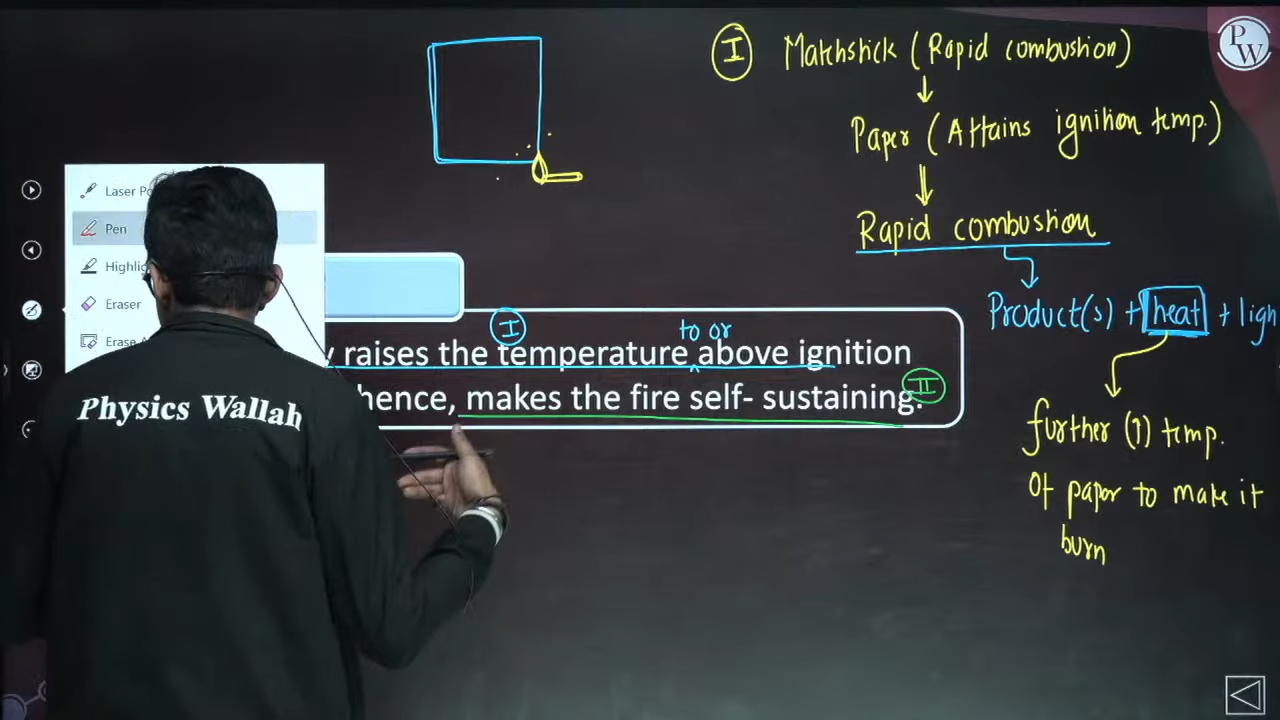 I Matchstick (Rapid combustion)
Paper (Attains ignition temp.)
Rapid combustion
Product(s) + heat + ligh
further (↑) temp.
Of paper to make it
burn
PW
Laser Po
Pen
Highlig
Eraser
Erase A
I to or
y raises the temperature above ignition
hence, makes the fire self- sustaining. II
Physics Wallah